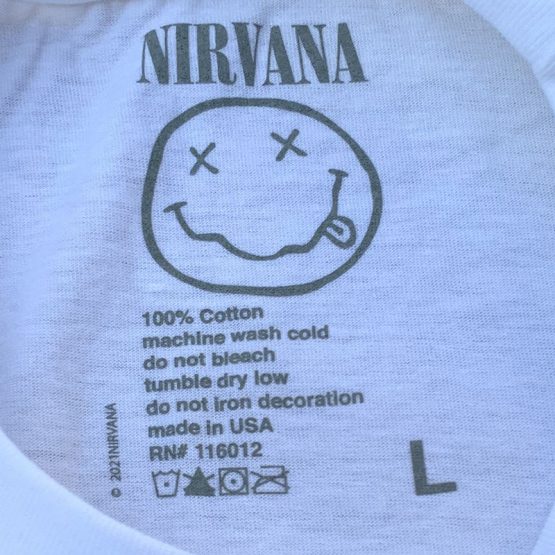 NIRVANA
100% Cotton
machine wash cold
do not bleach
tumble dry low
do not iron decoration
made in USA
RN# 116012
© 2021NIRVANA
L